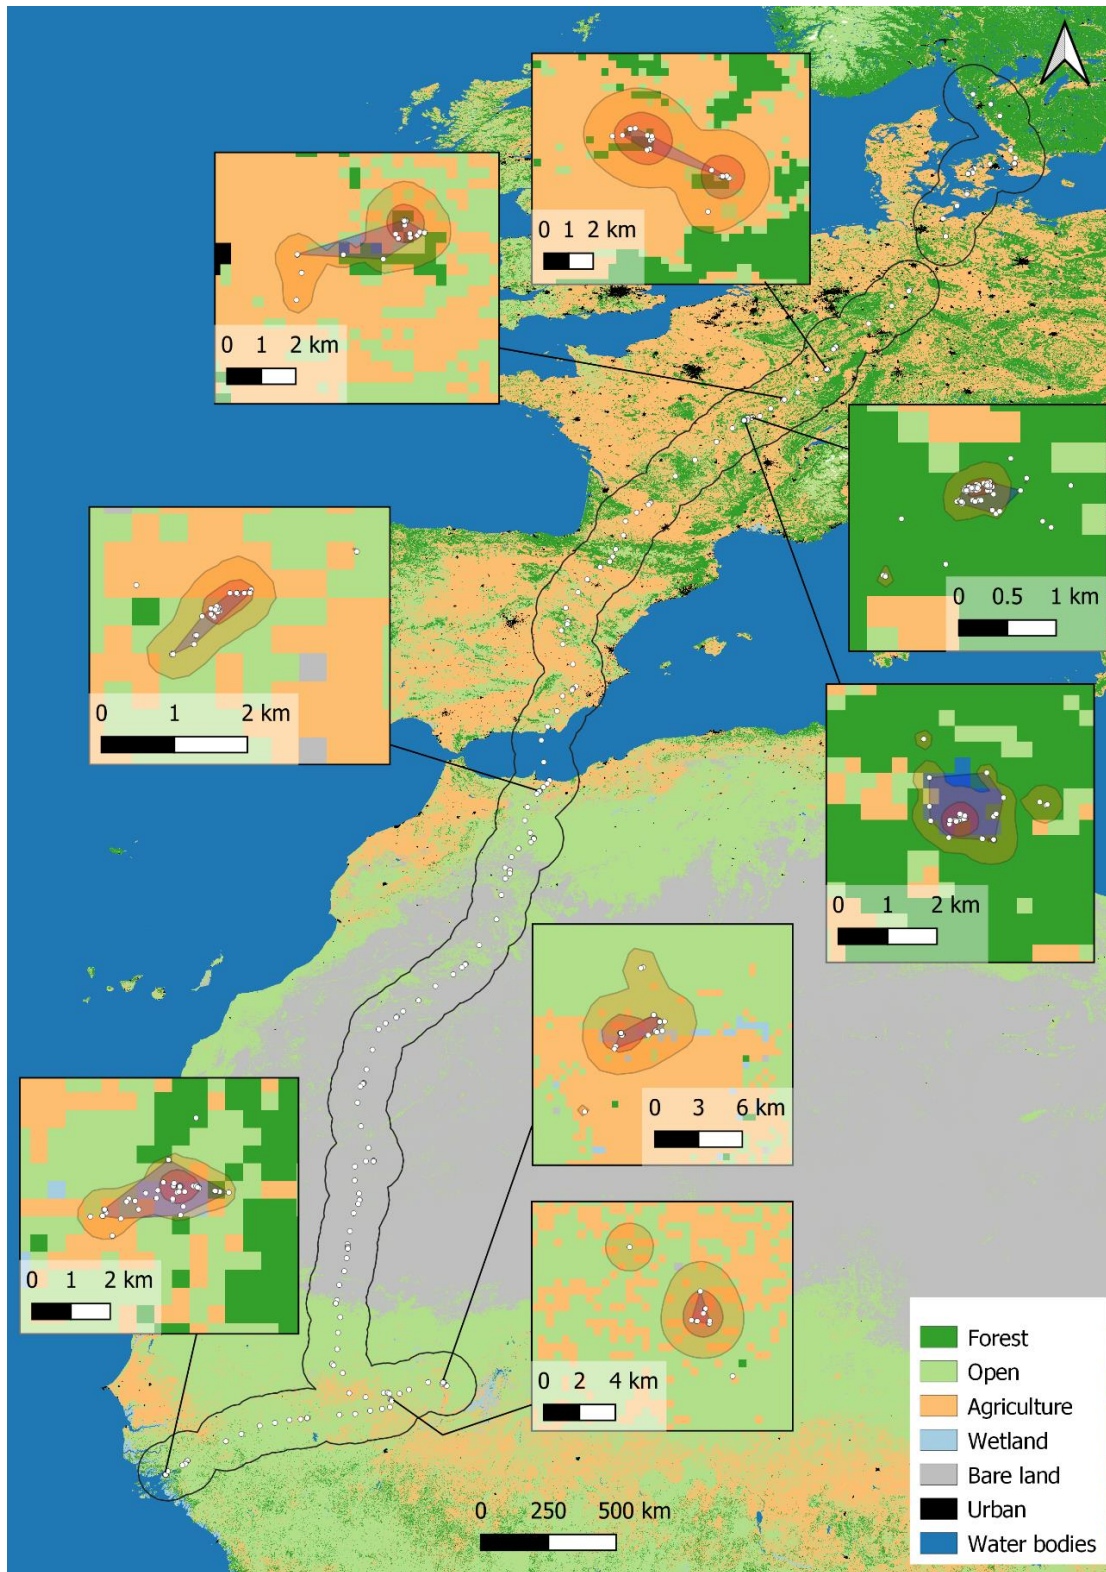 0 1 2 km
0 1 2 km
0 0.5 1 km
0 1 2 km
0 1 2 km
0 3 6 km
0 1 2 km
0 2 4 km
0 250 500 km
Forest
Open
Agriculture
Wetland
Bare land
Urban
Water bodies